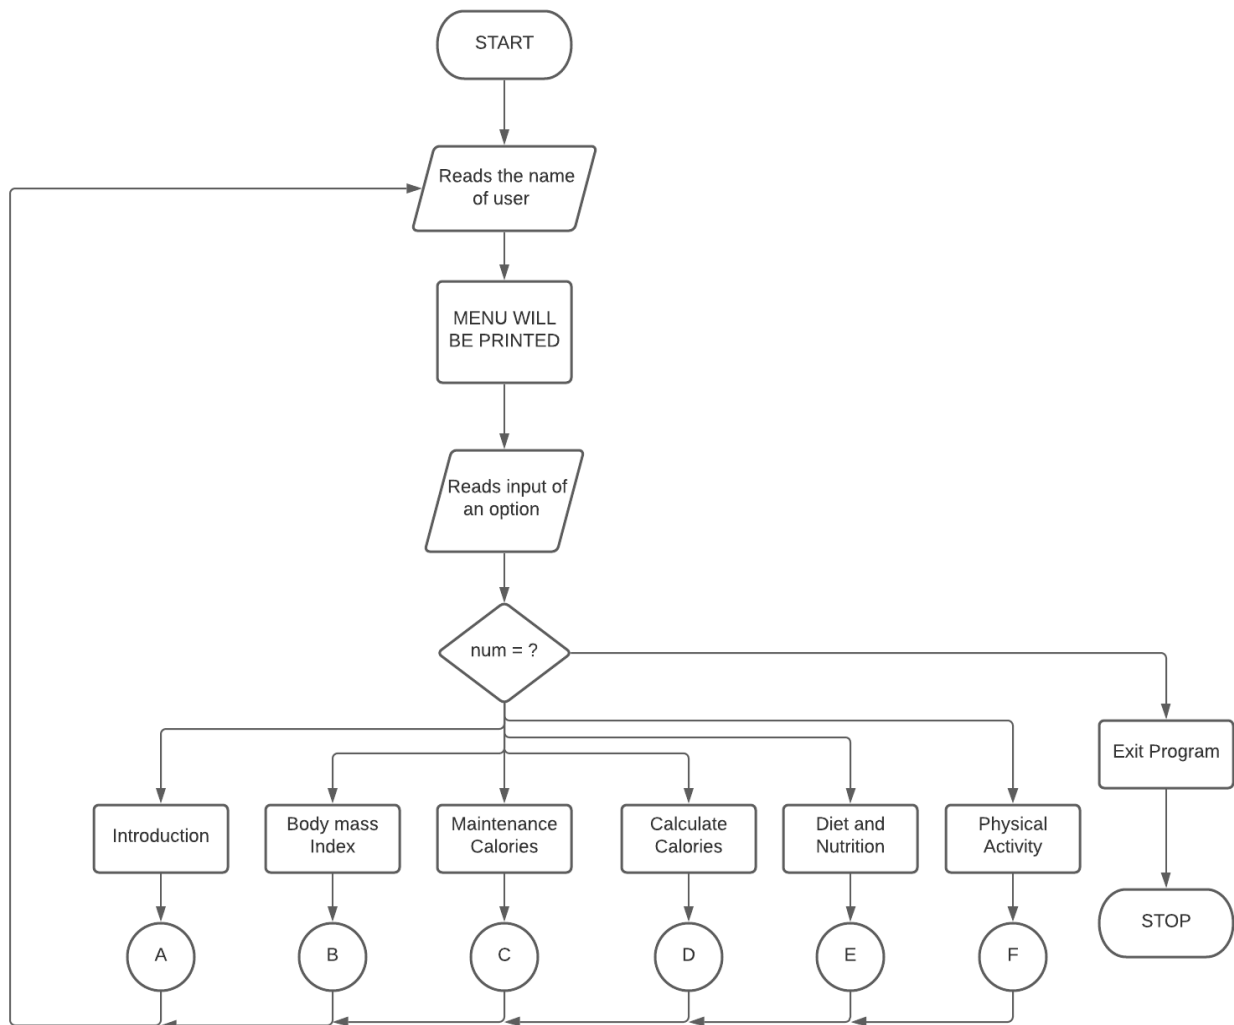 START
Reads the name
of user
MENU WILL
BE PRINTED
Reads input of
an option
num = ?
Exit Program
Introduction
Body mass
Index
Maintenance
Calories
Calculate
Calories
Diet and
Nutrition
Physical
Activity
A
B
C
D
E
F
STOP